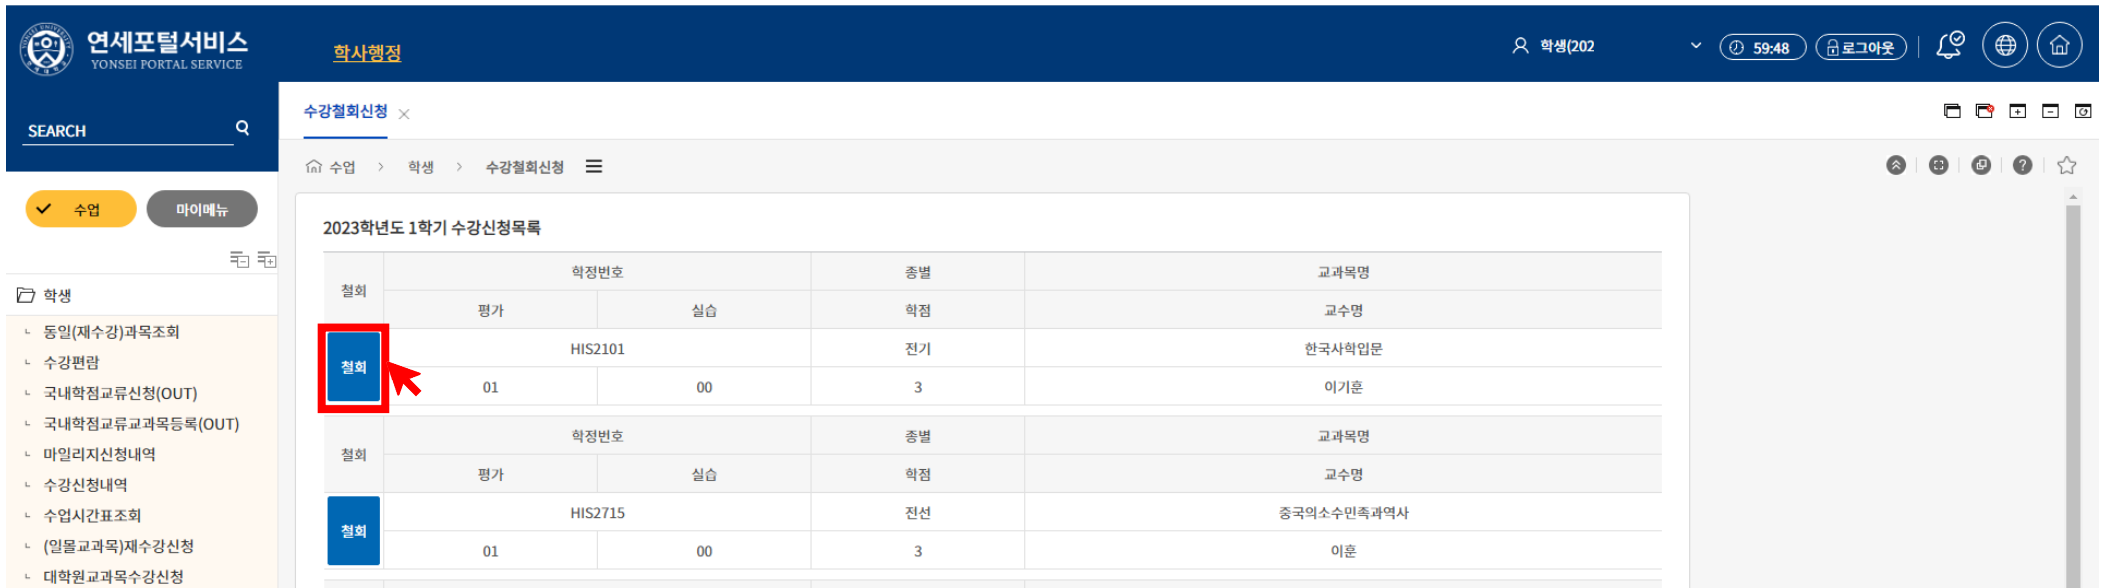 연세포털서비스
YONSEI PORTAL SERVICE
학사행정
학생(202
59:48
로그아웃
SEARCH
수강철회신청
수업 > 학생 > 수강철회신청
수업
마이메뉴
학생
동일(재수강)과목조회
수강편람
국내학점교류신청(OUT)
국내학점교류교과목등록(OUT)
마일리지신청내역
수강신청내역
수업시간표조회
(일몰교과목)재수강신청
대학원교과목수강신청
2023학년도 1학기 수강신청목록
철회 학정번호 종별 교과목명
평가 실습 학점 교수명
철회 HIS2101 전기 한국사학입문
01 00 3 이기훈
철회 학정번호 종별 교과목명
평가 실습 학점 교수명
철회 HIS2715 전선 중국의소수민족과역사
01 00 3 이훈